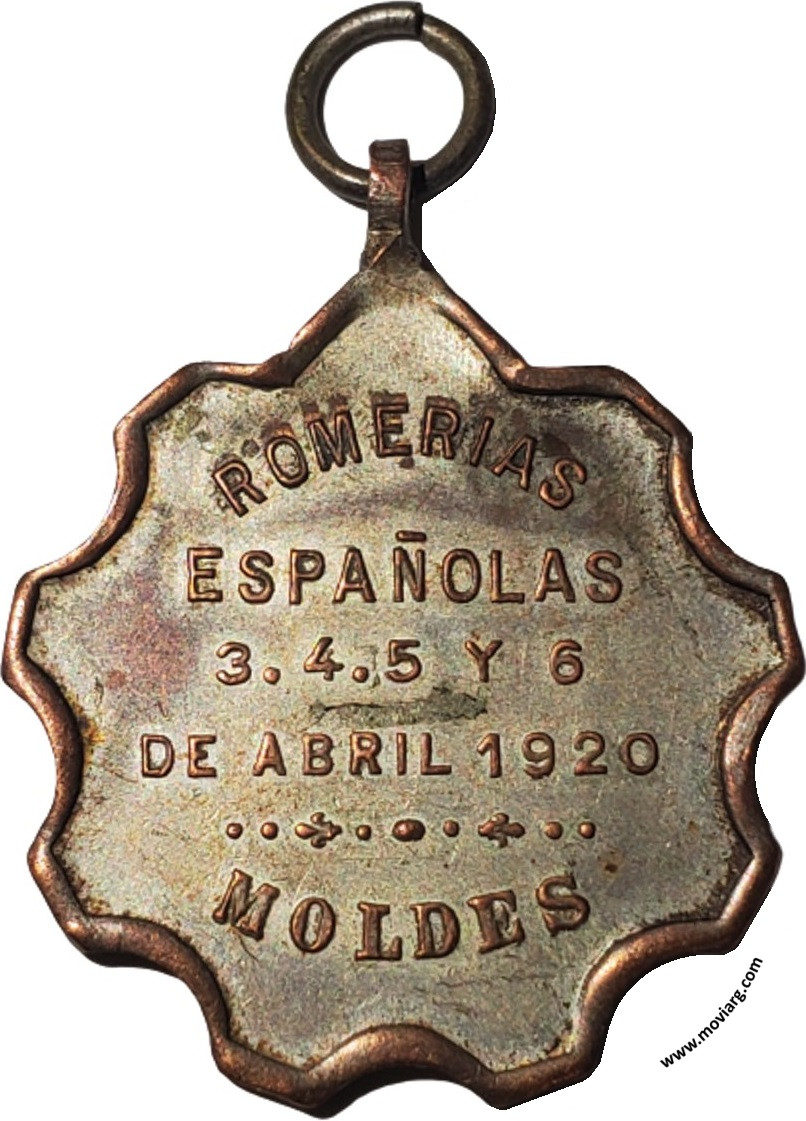 ROMERIAS
ESPAÑOLAS
3.4.5 Y 6
DE ABRIL 1920
MOLDES
www.moviarg.com